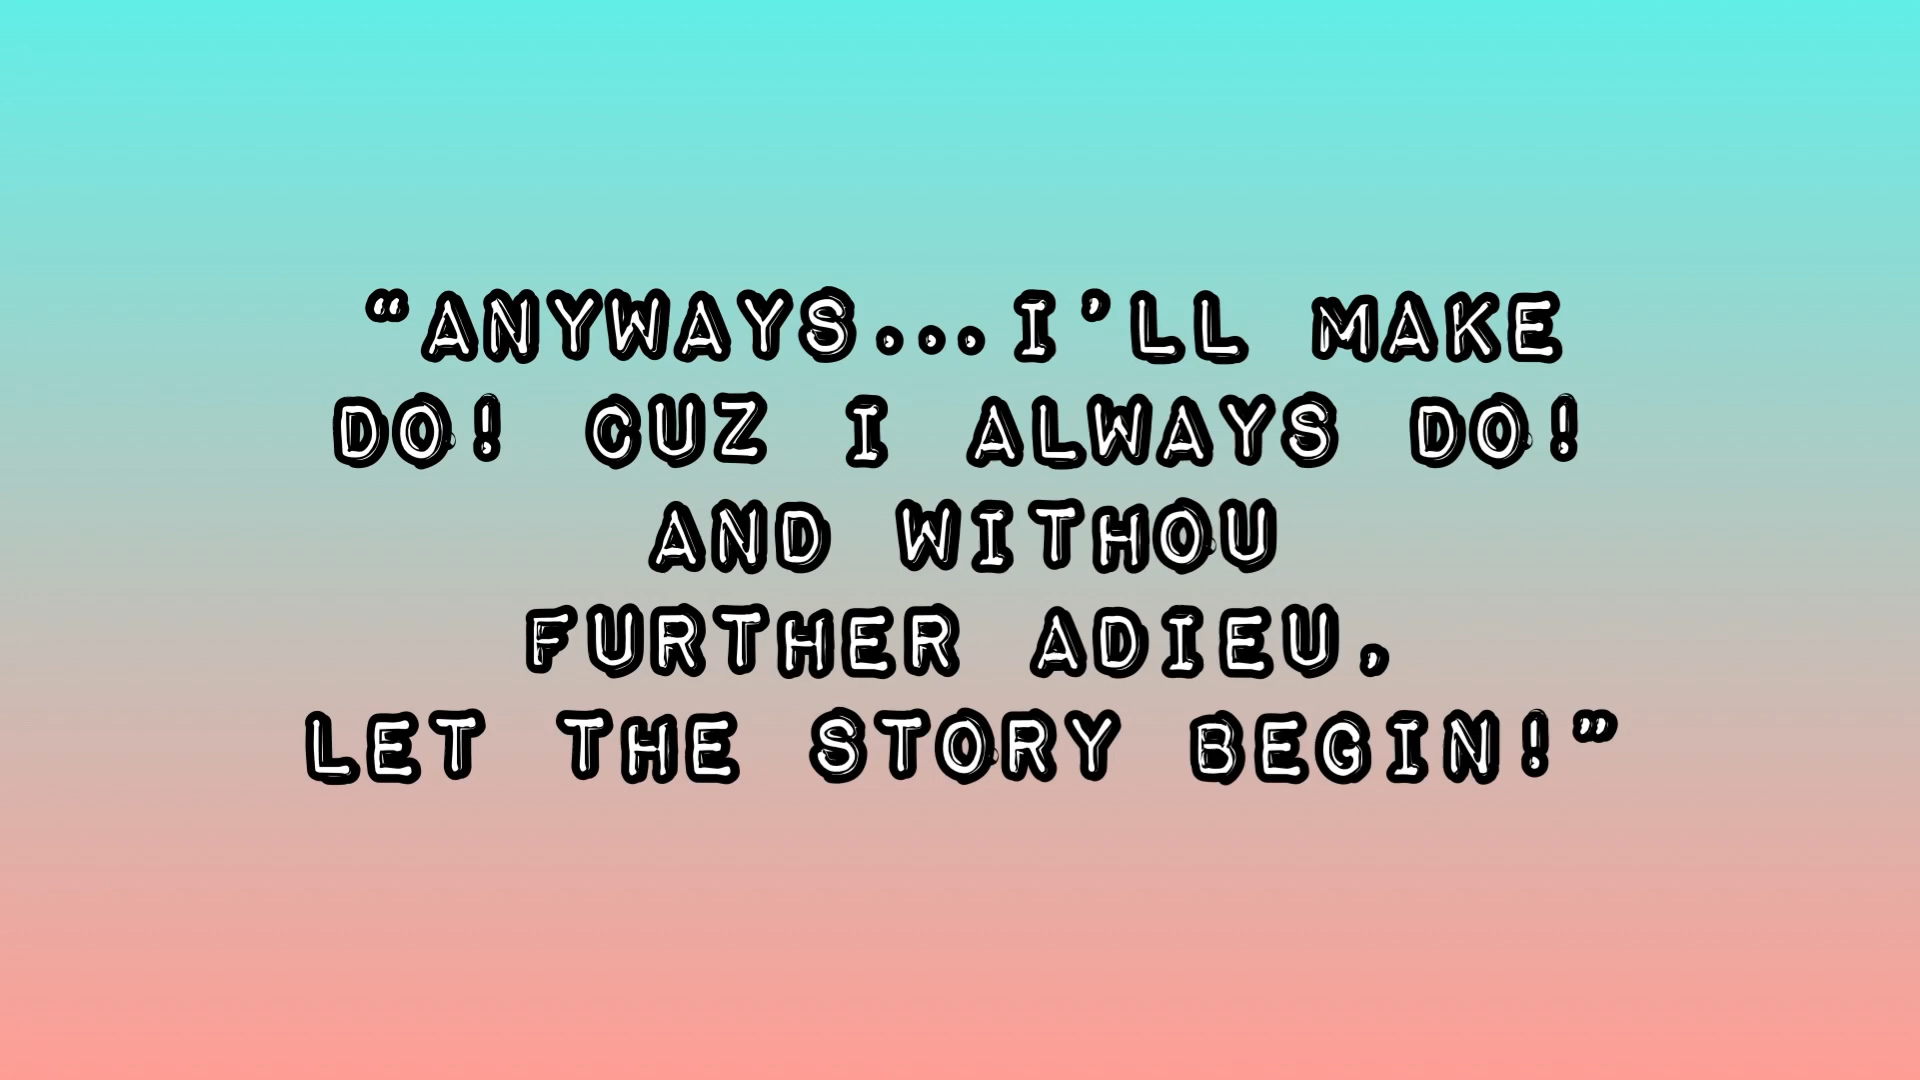 “ANYWAYS...I’LL MAKE
DO! CUZ I ALWAYS DO!
AND WITHOU
FURTHER ADIEU,
LET THE STORY BEGIN!”